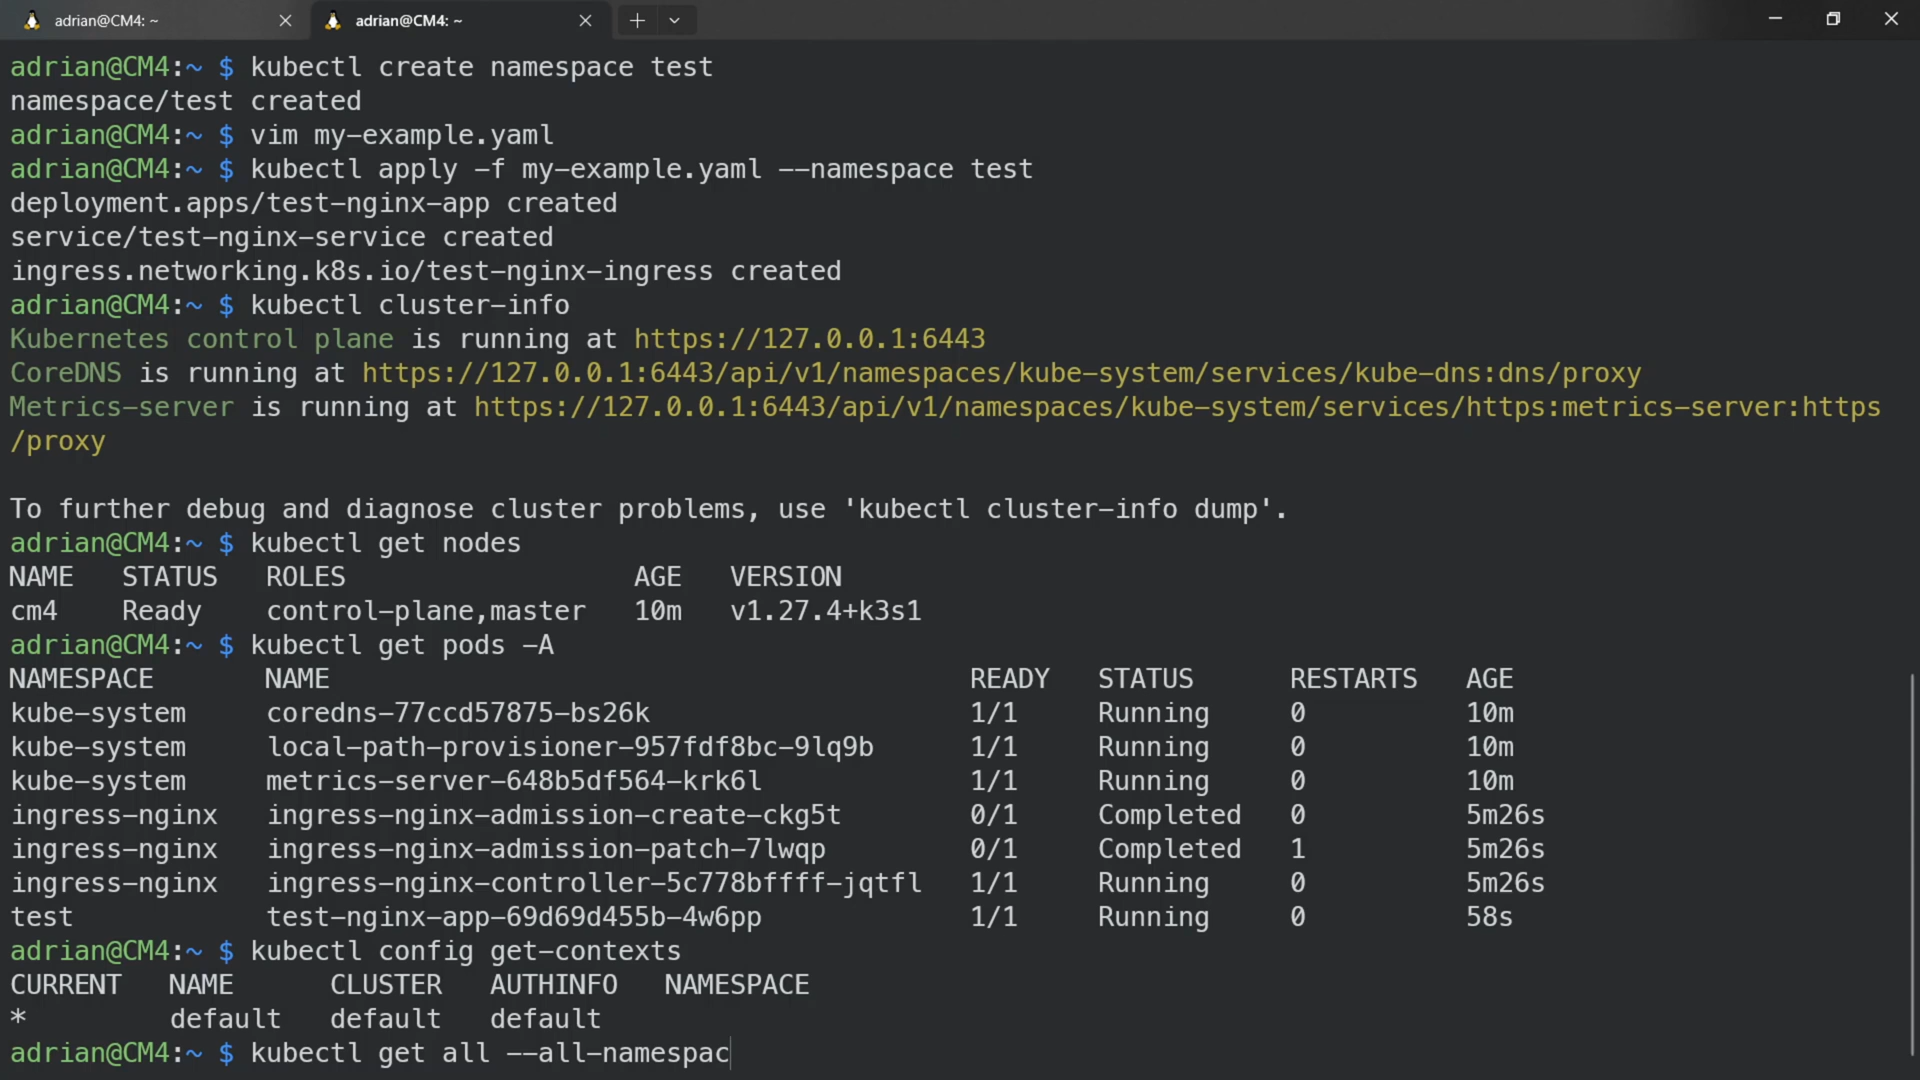 adrian@CM4: ~
adrian@CM4: ~
adrian@CM4:~ $ kubectl create namespace test
namespace/test created
adrian@CM4:~ $ vim my-example.yaml
adrian@CM4:~ $ kubectl apply -f my-example.yaml --namespace test
deployment.apps/test-nginx-app created
service/test-nginx-service created
ingress.networking.k8s.io/test-nginx-ingress created
adrian@CM4:~ $ kubectl cluster-info
Kubernetes control plane is running at https://127.0.0.1:6443
CoreDNS is running at https://127.0.0.1:6443/api/v1/namespaces/kube-system/services/kube-dns:dns/proxy
Metrics-server is running at https://127.0.0.1:6443/api/v1/namespaces/kube-system/services/https:metrics-server:https
/proxy
To further debug and diagnose cluster problems, use 'kubectl cluster-info dump'.
adrian@CM4:~ $ kubectl get nodes
NAME STATUS ROLES AGE VERSION
cm4 Ready control-plane,master 10m v1.27.4+k3s1
adrian@CM4:~ $ kubectl get pods -A
NAMESPACE NAME READY STATUS RESTARTS AGE
kube-system coredns-77ccd57875-bs26k 1/1 Running 0 10m
kube-system local-path-provisioner-957fdf8bc-9lq9b 1/1 Running 0 10m
kube-system metrics-server-648b5df564-krk6l 1/1 Running 0 10m
ingress-nginx ingress-nginx-admission-create-ckg5t 0/1 Completed 0 5m26s
ingress-nginx ingress-nginx-admission-patch-7lwqp 0/1 Completed 1 5m26s
ingress-nginx ingress-nginx-controller-5c778bffff-jqtfl 1/1 Running 0 5m26s
test test-nginx-app-69d69d455b-4w6pp 1/1 Running 0 58s
adrian@CM4:~ $ kubectl config get-contexts
CURRENT NAME CLUSTER AUTHINFO NAMESPACE
* default default default
adrian@CM4:~ $ kubectl get all --all-namespac